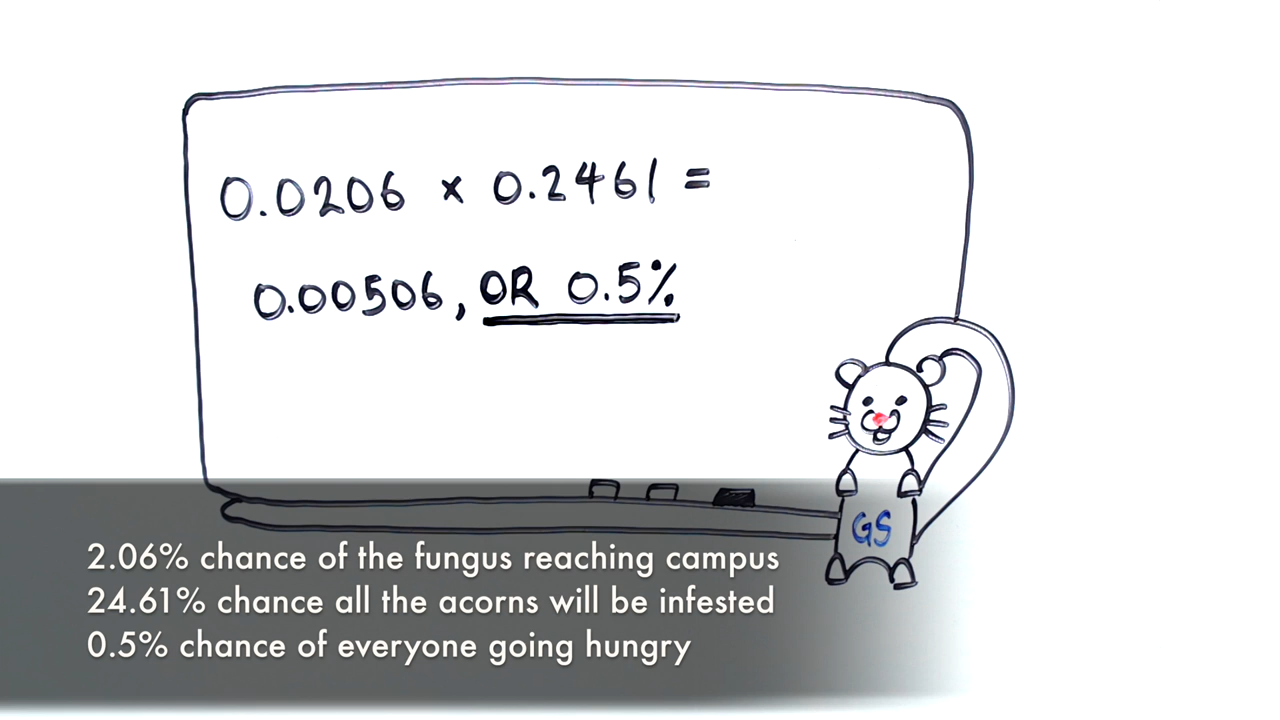 0.0206 x 0.2461 =
0.00506, OR 0.5%
GS
2.06% chance of the fungus reaching campus
24.61% chance all the acorns will be infested
0.5% chance of everyone going hungry